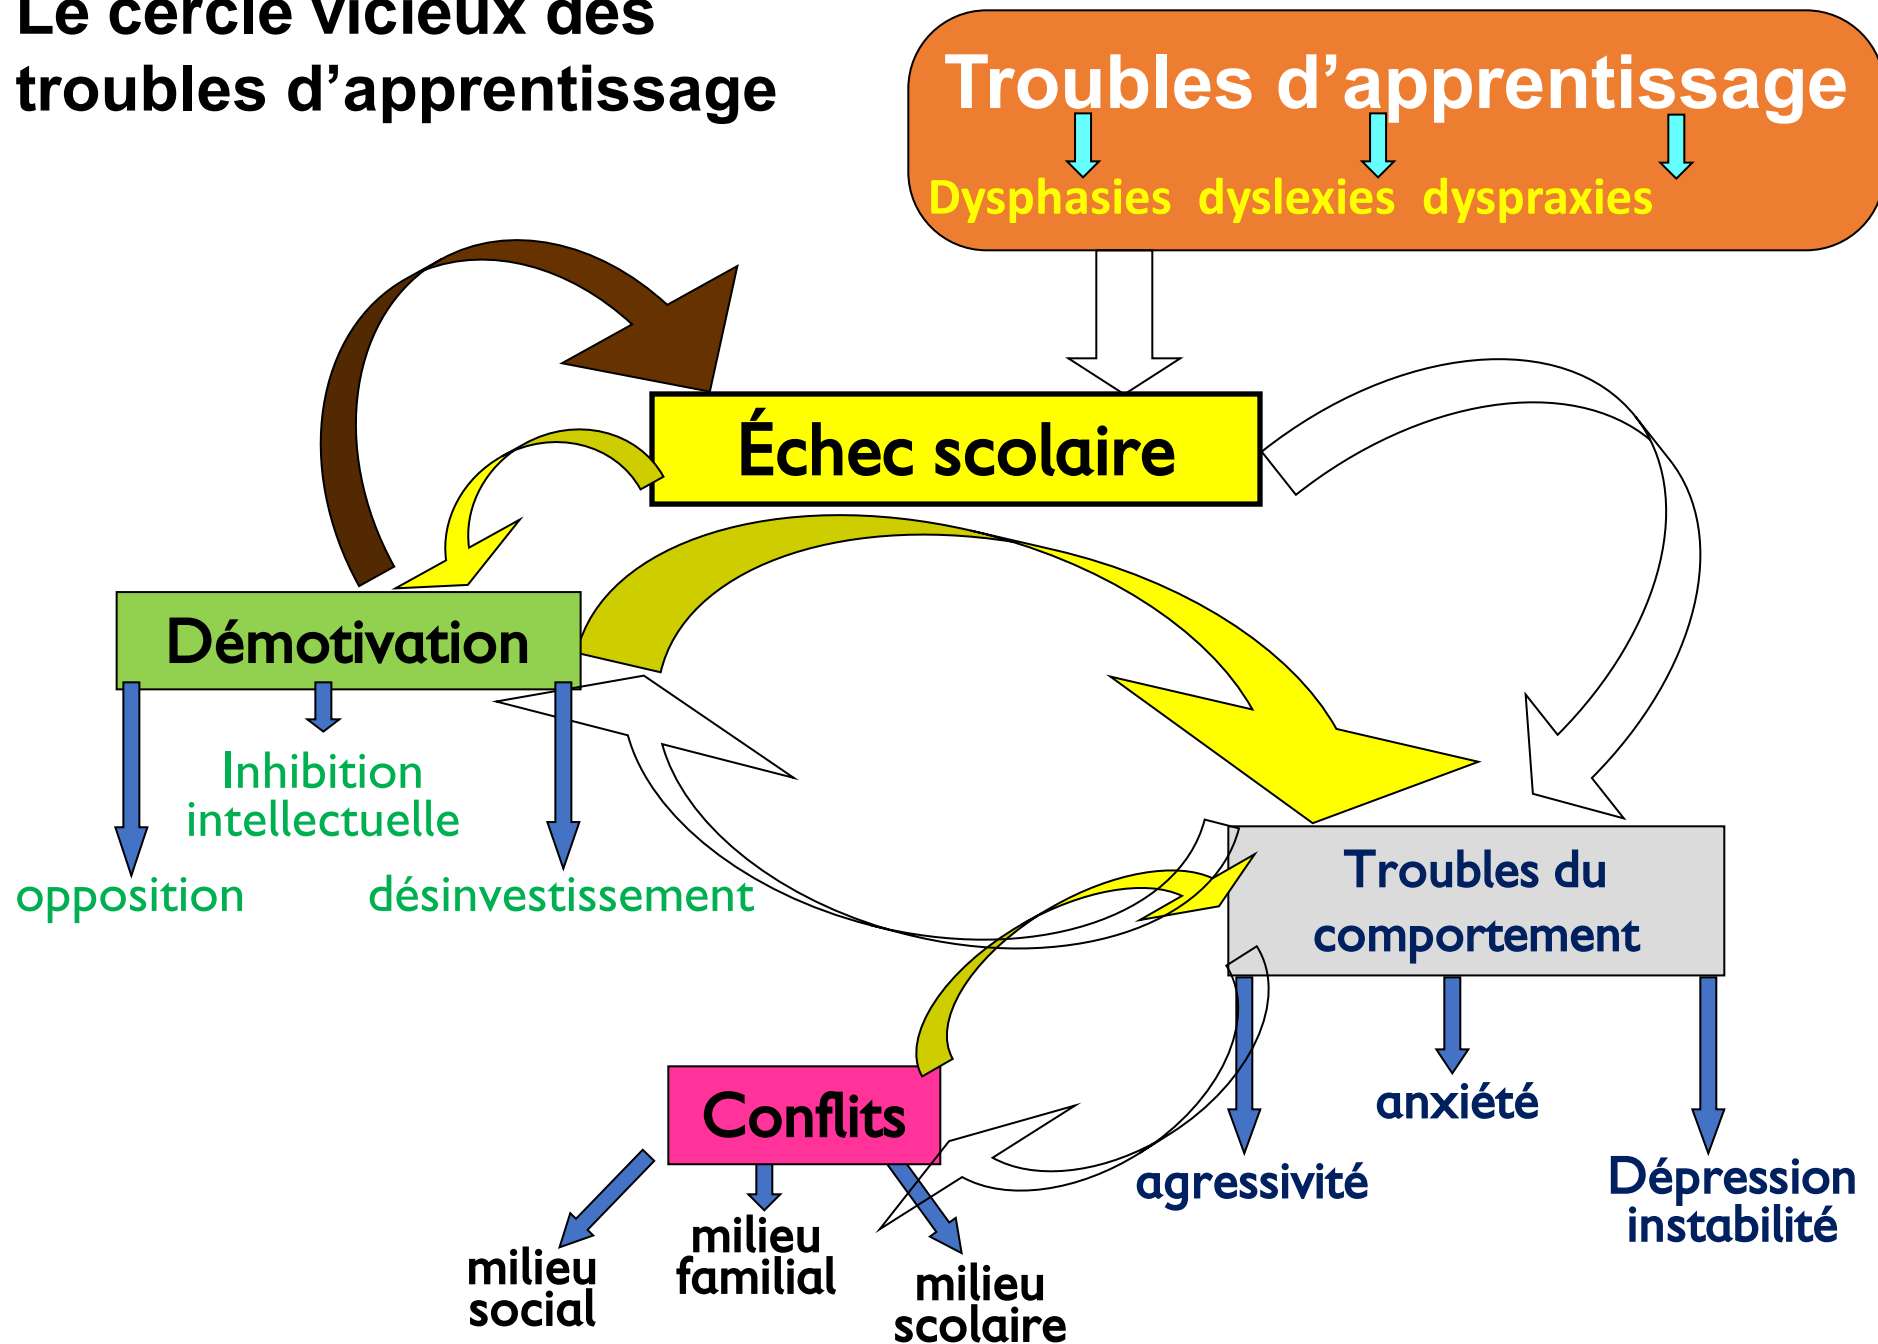 Le cercle vicieux des
troubles d’apprentissage
Troubles d’apprentissage
Dysphasies dyslexies dyspraxies
Échec scolaire
Démotivation
Inhibition
intellectuelle
opposition
désinvestissement
Troubles du
comportement
anxiété
agressivité
Dépression
instabilité
Conflits
milieu
social
milieu
familial
milieu
scolaire